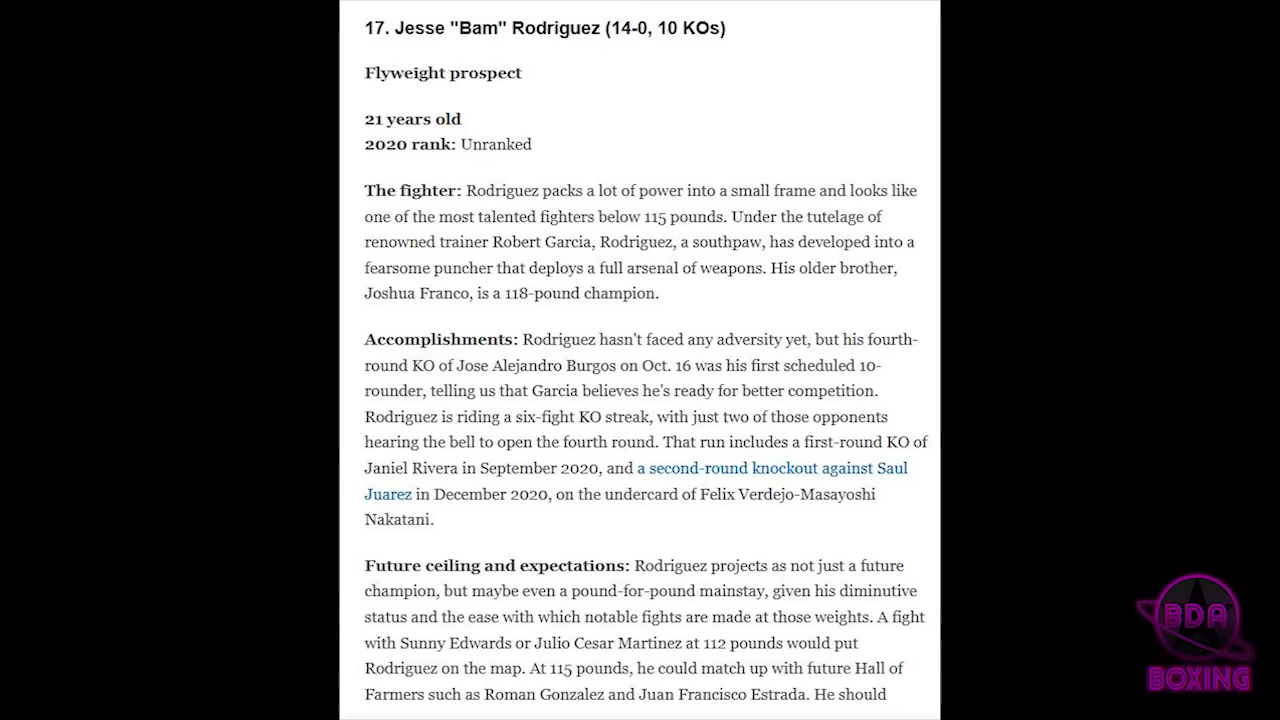 17. Jesse "Bam" Rodriguez (14-0, 10 KOs)
Flyweight prospect
21 years old
2020 rank: Unranked
The fighter: Rodriguez packs a lot of power into a small frame and looks like
one of the most talented fighters below 115 pounds. Under the tutelage of
renowned trainer Robert Garcia, Rodriguez, a southpaw, has developed into a
fearsome puncher that deploys a full arsenal of weapons. His older brother,
Joshua Franco, is a 118-pound champion.
Accomplishments: Rodriguez hasn't faced any adversity yet, but his fourth-
round KO of Jose Alejandro Burgos on Oct. 16 was his first scheduled 10-
rounder, telling us that Garcia believes he's ready for better competition.
Rodriguez is riding a six-fight KO streak, with just two of those opponents
hearing the bell to open the fourth round. That run includes a first-round KO of
Janiel Rivera in September 2020, and a second-round knockout against Saul
Juarez in December 2020, on the undercard of Felix Verdejo-Masayoshi
Nakatani.
Future ceiling and expectations: Rodriguez projects as not just a future
champion, but maybe even a pound-for-pound mainstay, given his diminutive
status and the ease with which notable fights are made at those weights. A fight
with Sunny Edwards or Julio Cesar Martinez at 112 pounds would put
Rodriguez on the map. At 115 pounds, he could match up with future Hall of
Farmers such as Roman Gonzalez and Juan Francisco Estrada. He should
BDA
BOXING